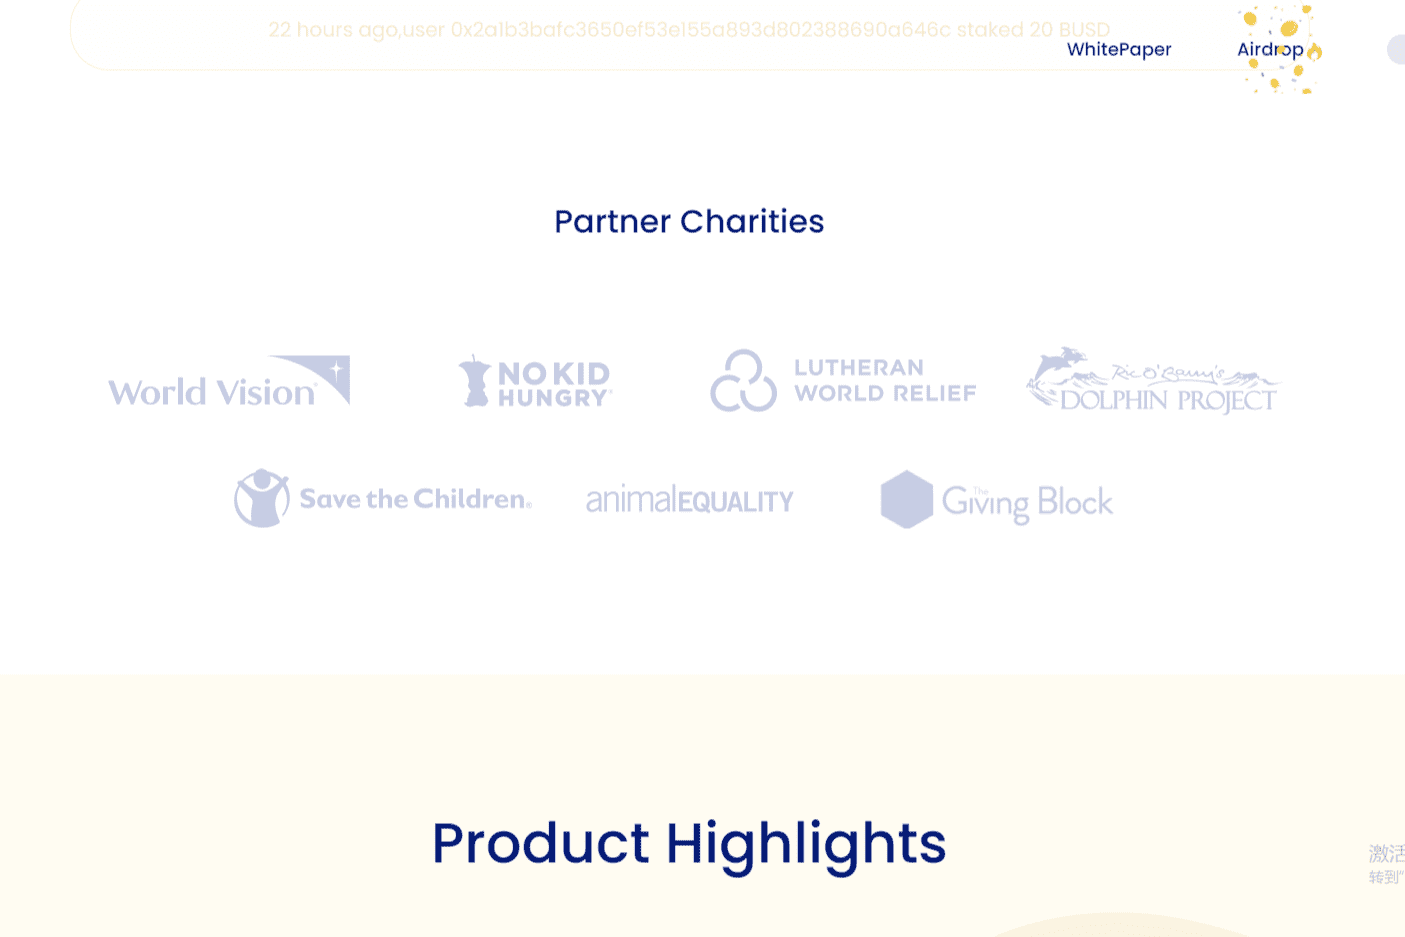 22 hours ago,user 0x2a1b3bafc3650ef53e155a893d802388690a646c staked 20 BUSD
WhitePaper
Airdrop
Partner Charities
World Vision®
NO KID
HUNGRY®
LUTHERAN
WORLD RELIEF
Ric O'Barry's
DOLPHIN PROJECT
Save the Children®
animalEQUALITY
The
Giving Block
Product Highlights
激活
转到"